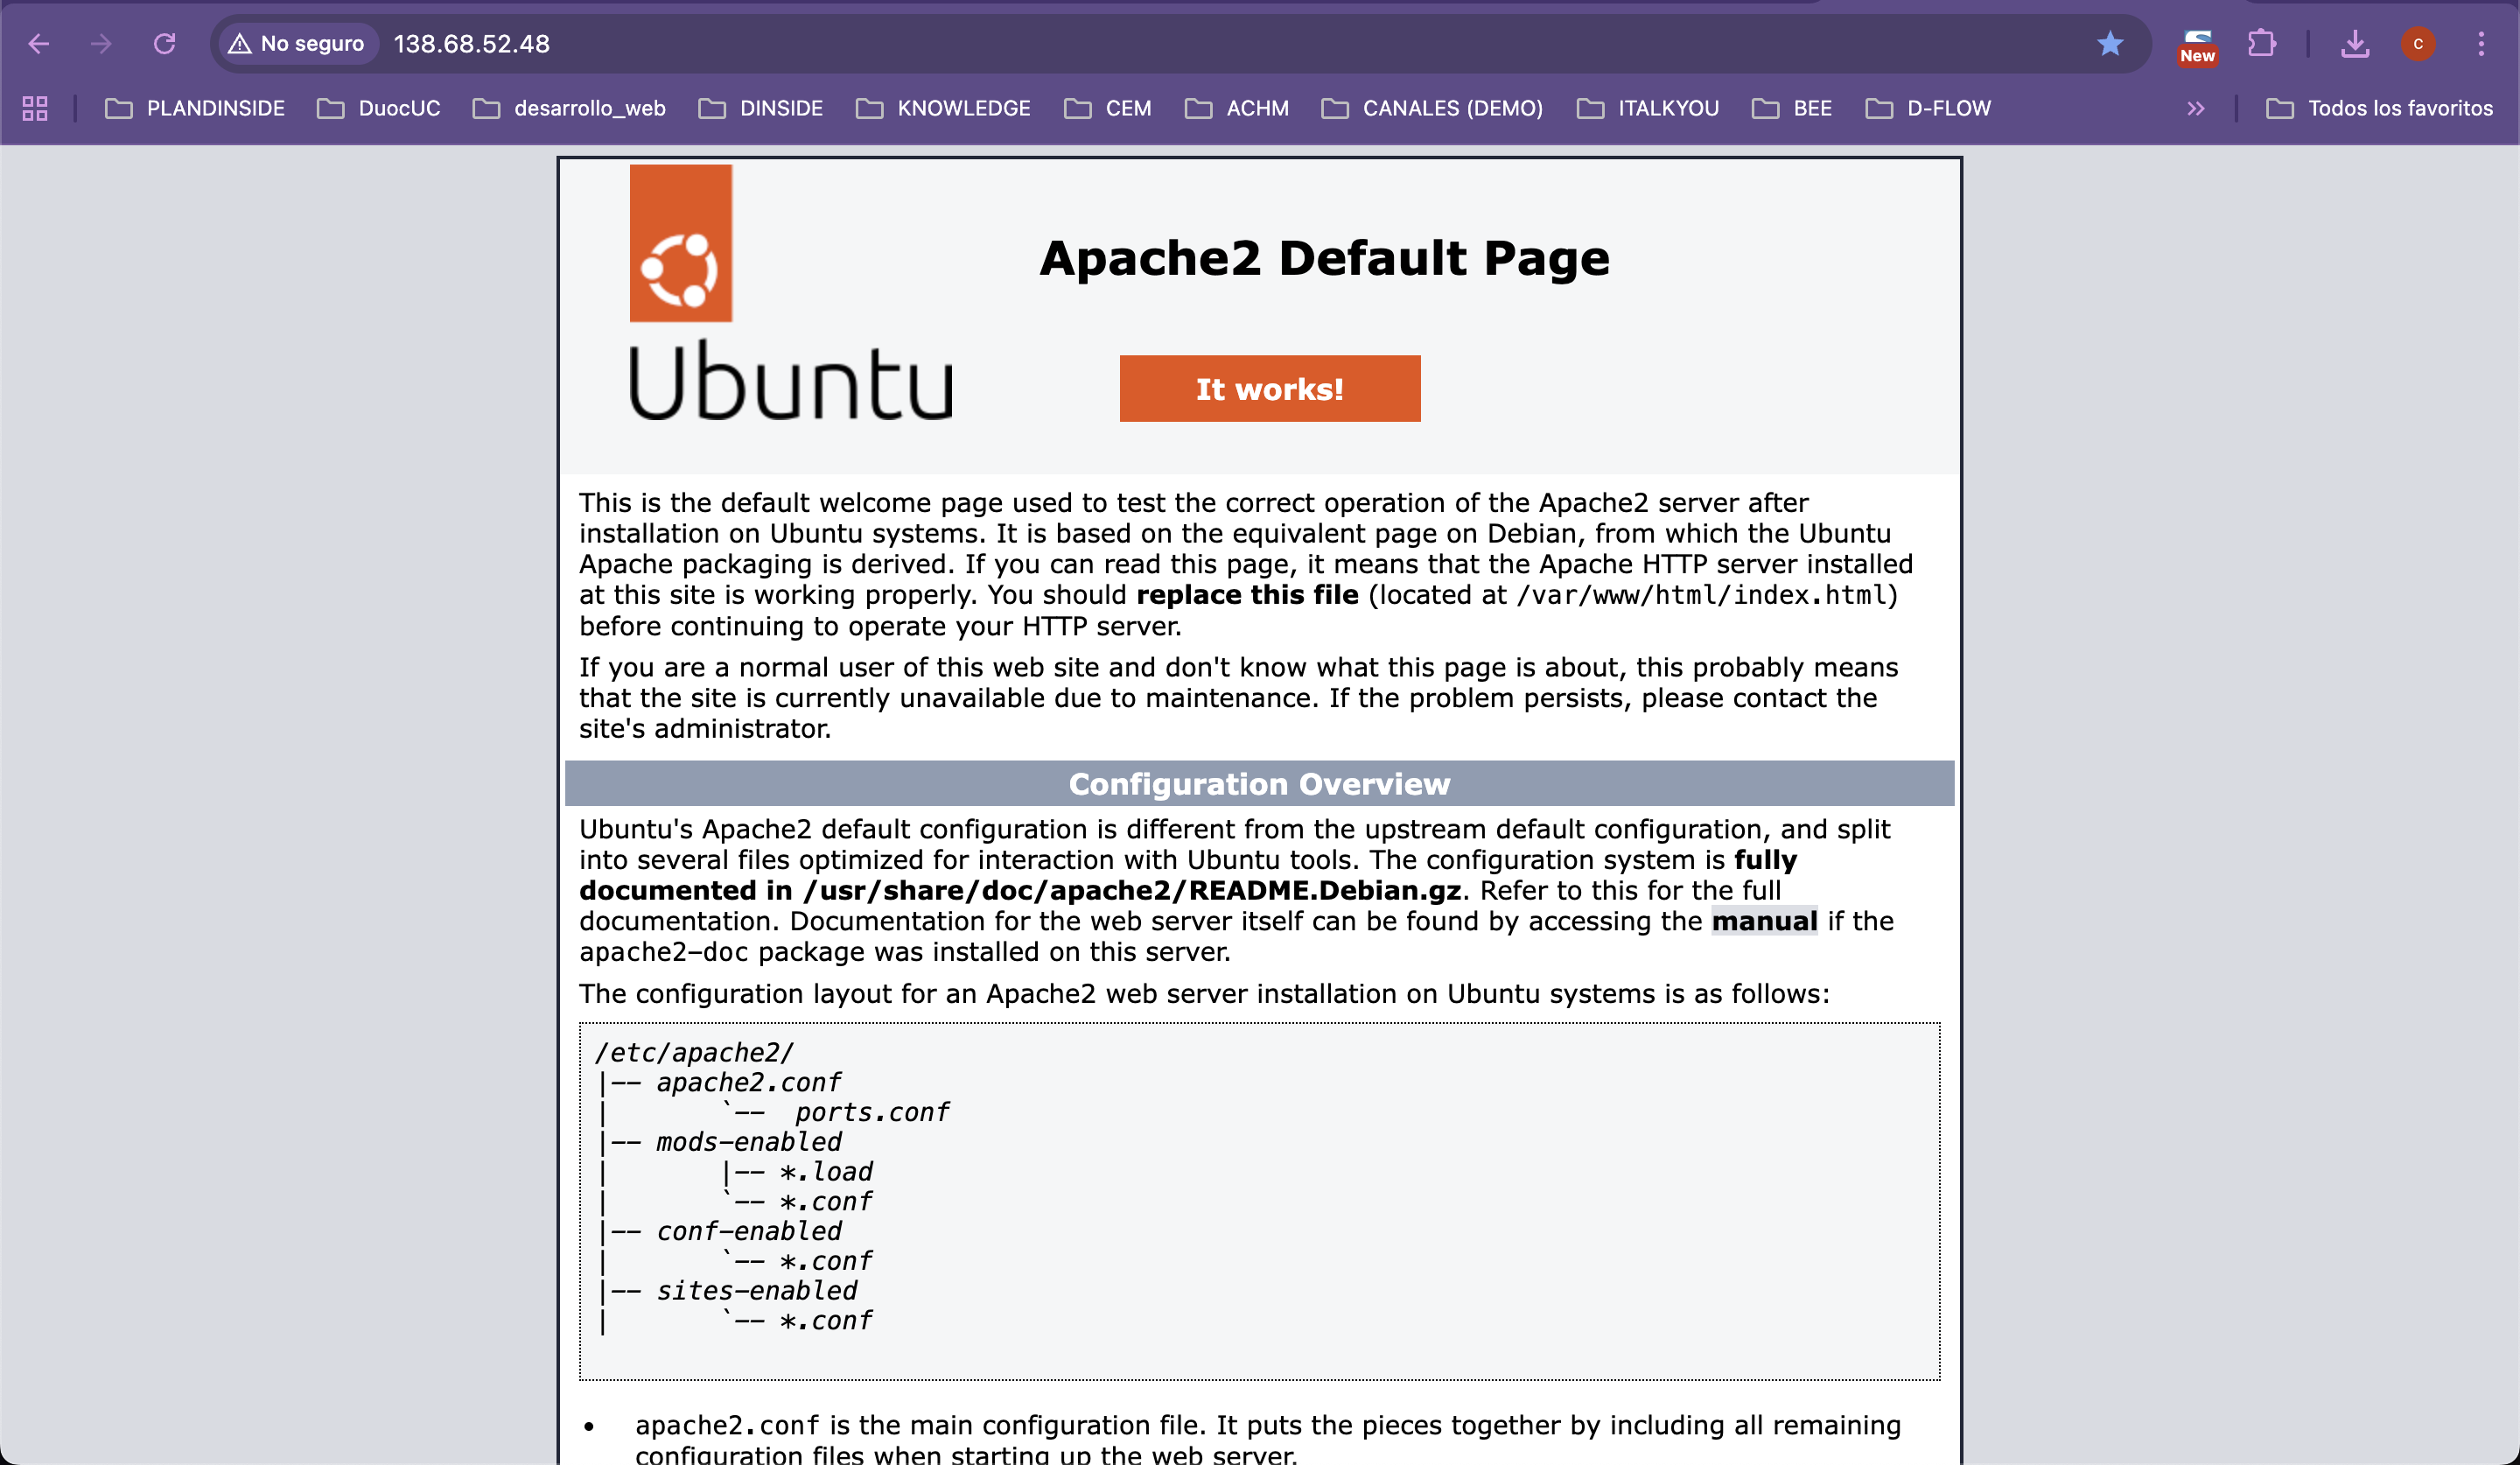 No seguro 138.68.52.48 New C
PLANDINSIDE DuocUC desarrollo_web DINSIDE KNOWLEDGE CEM ACHM CANALES (DEMO) ITALKYOU BEE D-FLOW Todos los favoritos
Apache2 Default Page
Ubuntu
It works!
This is the default welcome page used to test the correct operation of the Apache2 server after
installation on Ubuntu systems. It is based on the equivalent page on Debian, from which the Ubuntu
Apache packaging is derived. If you can read this page, it means that the Apache HTTP server installed
at this site is working properly. You should replace this file (located at /var/www/html/index.html)
before continuing to operate your HTTP server.
If you are a normal user of this web site and don't know what this page is about, this probably means
that the site is currently unavailable due to maintenance. If the problem persists, please contact the
site's administrator.
Configuration Overview
Ubuntu's Apache2 default configuration is different from the upstream default configuration, and split
into several files optimized for interaction with Ubuntu tools. The configuration system is fully
documented in /usr/share/doc/apache2/README.Debian.gz. Refer to this for the full
documentation. Documentation for the web server itself can be found by accessing the manual if the
apache2-doc package was installed on this server.
The configuration layout for an Apache2 web server installation on Ubuntu systems is as follows:
/etc/apache2/
|-- apache2.conf
|       `--  ports.conf
|-- mods-enabled
|       |-- *.load
|       `-- *.conf
|-- conf-enabled
|       `-- *.conf
|-- sites-enabled
|       `-- *.conf
• apache2.conf is the main configuration file. It puts the pieces together by including all remaining
configuration files when starting up the web server.